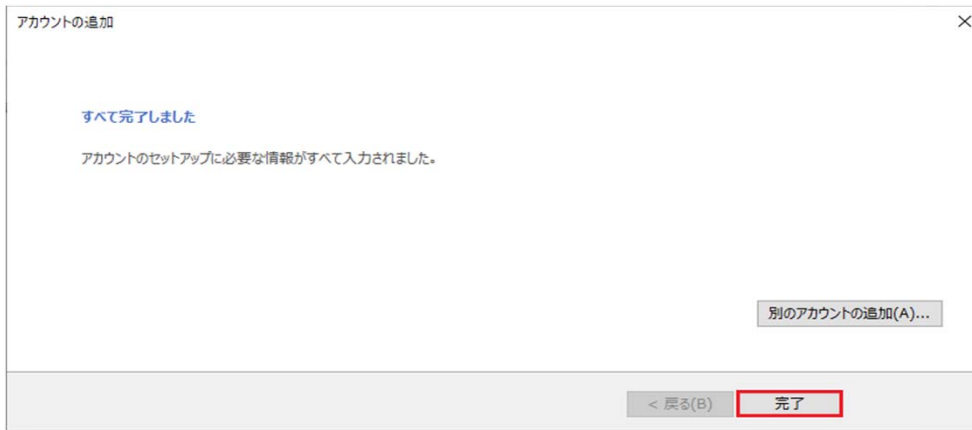 アカウントの追加
すべて完了しました
アカウントのセットアップに必要な情報がすべて入力されました。
別のアカウントの追加(A)...
< 戻る(B)
完了